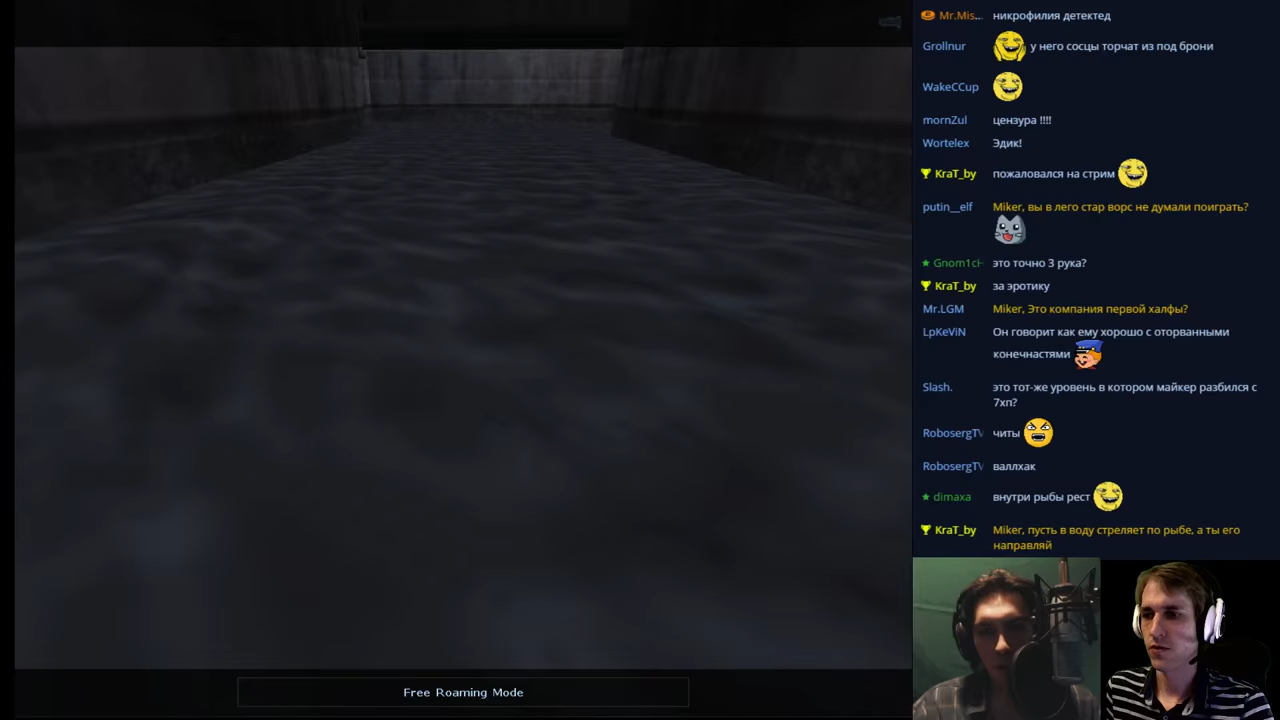 Mr.Mis... никрофилия детектед
Grollnur у него сосцы торчат из под брони
WakeCCup
mornZul цензура !!!!
Wortelex Эдик!
KraT_by пожаловался на стрим
putin__elf Miker, вы в лего стар ворс не думали поиграть?
Gnom1cH это точно 3 рука?
KraT_by за эротику
Mr.LGM Miker, Это компания первой халфы?
LpKeViN Он говорит как ему хорошо с оторванными
конечнастями
Slash. это тот-же уровень в котором майкер разбился с
7хп?
RobosergTV читы
RobosergTV валлхак
dimaxa внутри рыбы рест
KraT_by Miker, пусть в воду стреляет по рыбе, а ты его
направляй
Free Roaming Mode